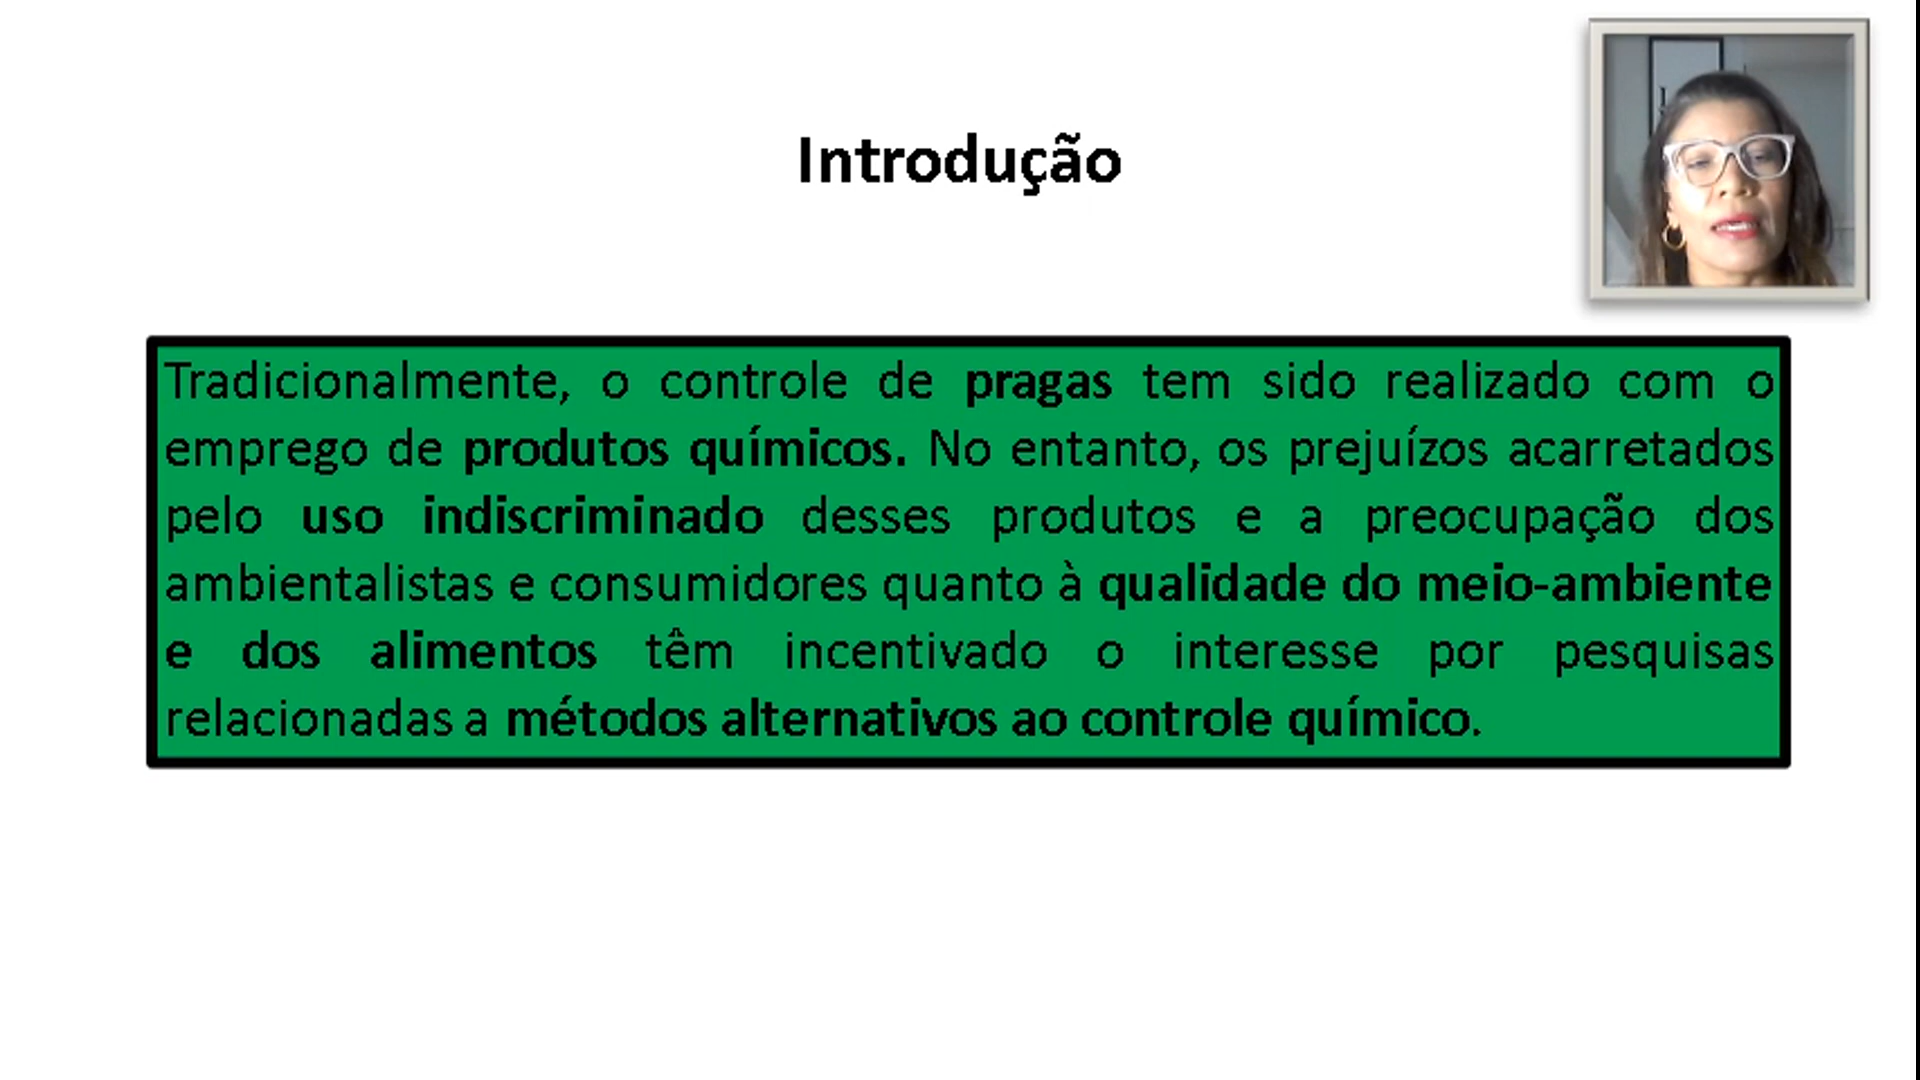 Introdução
Tradicionalmente, o controle de pragas tem sido realizado com o
emprego de produtos químicos. No entanto, os prejuízos acarretados
pelo uso indiscriminado desses produtos e a preocupação dos
ambientalistas e consumidores quanto à qualidade do meio-ambiente
e dos alimentos têm incentivado o interesse por pesquisas
relacionadas a métodos alternativos ao controle químico.